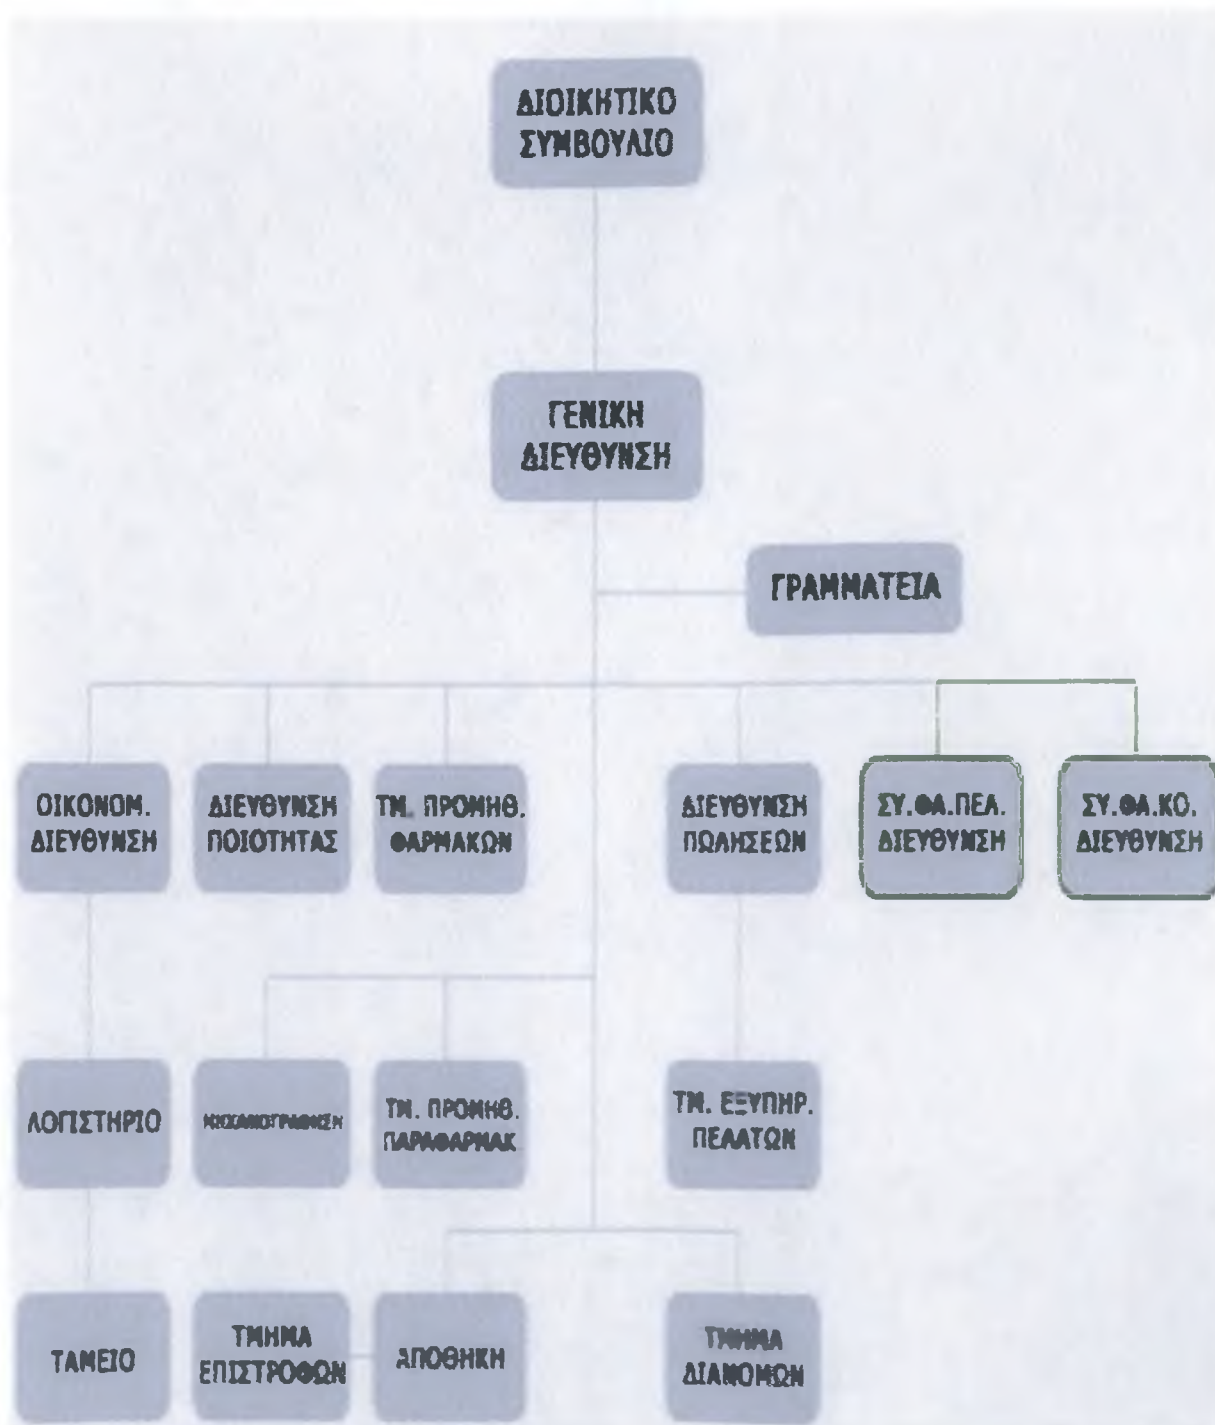 ΔΙΟΙΚΗΤΙΚΟ
ΣΥΜΒΟΥΛΙΟ
ΓΕΝΙΚΗ
ΔΙΕΥΘΥΝΣΗ
ΓΡΑΜΜΑΤΕΙΑ
ΟΙΚΟΝΟΜ.
ΔΙΕΥΘΥΝΣΗ
ΔΙΕΥΘΥΝΣΗ
ΠΟΙΟΤΗΤΑΣ
ΤΜ. ΠΡΟΜΗΘ.
ΦΑΡΜΑΚΩΝ
ΔΙΕΥΘΥΝΣΗ
ΠΩΛΗΣΕΩΝ
ΣΥ.ΦΑ.ΠΕΛ.
ΔΙΕΥΘΥΝΣΗ
ΣΥ.ΦΑ.ΚΟ.
ΔΙΕΥΘΥΝΣΗ
ΛΟΓΙΣΤΗΡΙΟ
ΤΜ. ΠΡΟΜΗΘ.
ΠΑΡΑΦΑΡΜΑΚ.
ΤΜ. ΕΞΥΠΗΡ.
ΠΕΛΑΤΩΝ
ΤΑΜΕΙΟ
ΤΜΗΜΑ
ΕΠΙΣΤΡΟΦΩΝ
ΑΠΟΘΗΚΗ
ΤΜΗΜΑ
ΔΙΑΝΟΜΩΝ